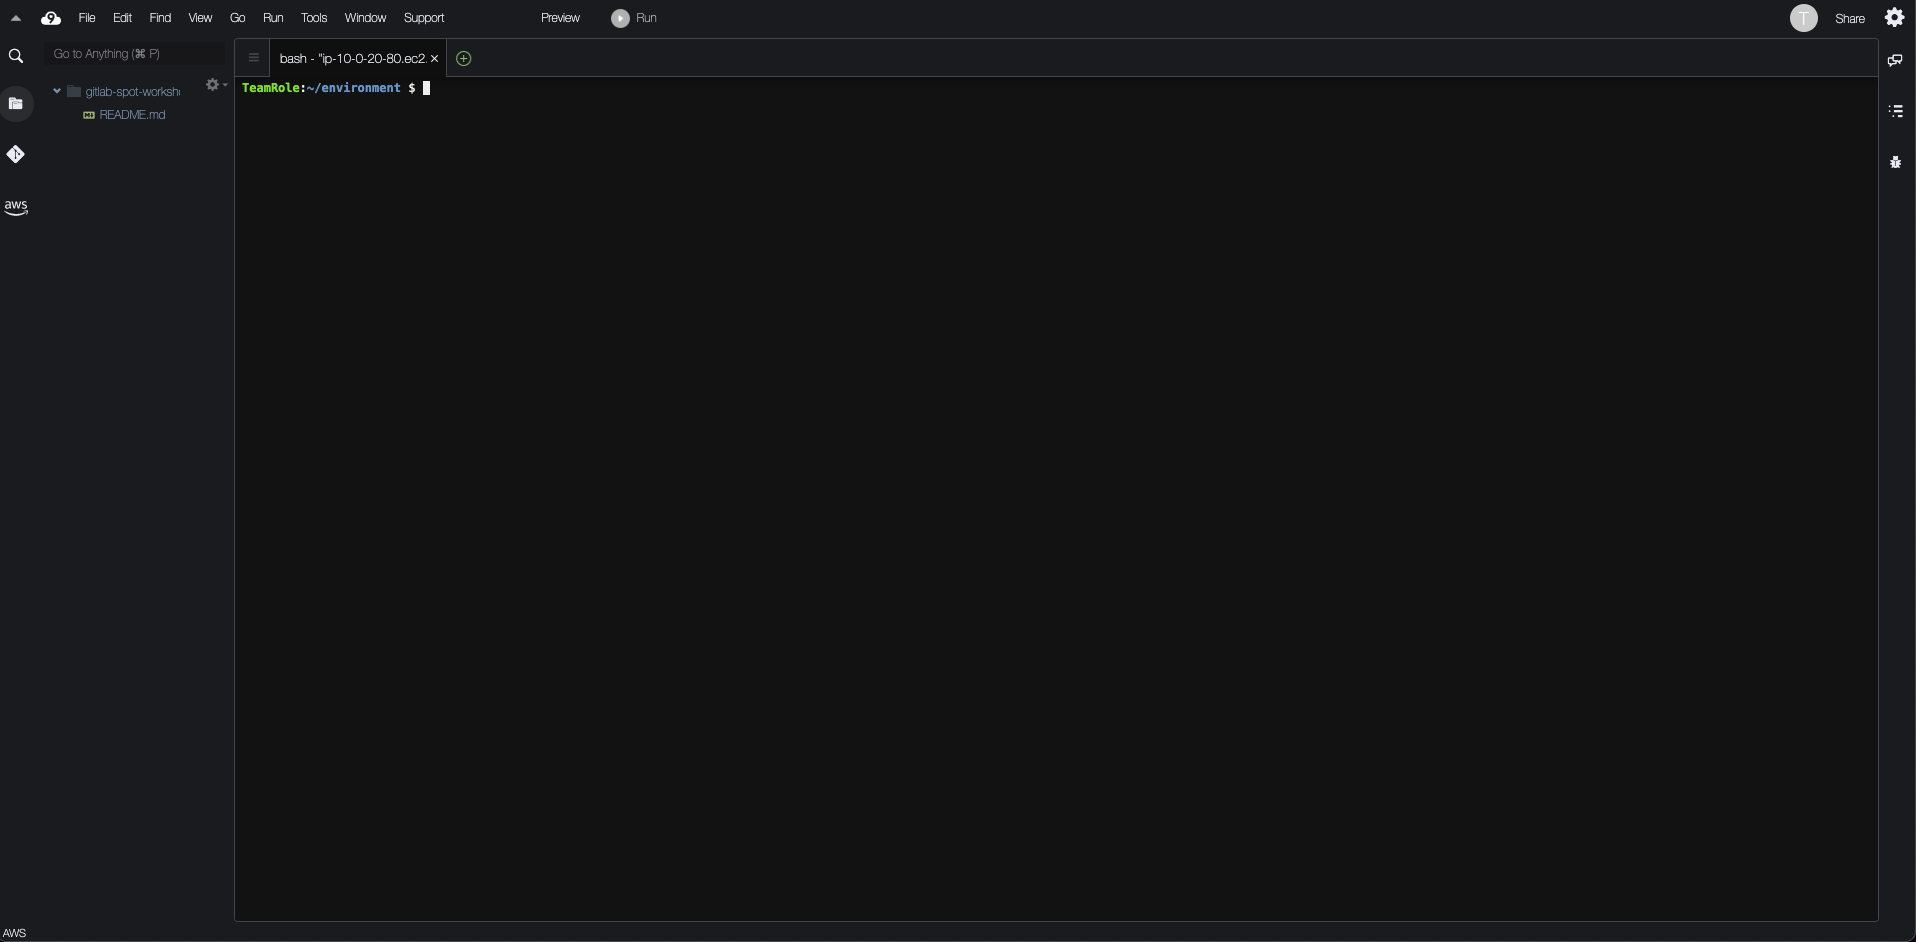 9 File Edit Find View Go Run Tools Window Support Preview Run T Share
Go to Anything (⌘ P)
bash - "ip-10-0-20-80.ec2.
gitlab-spot-worksh
TeamRole:~/environment $
README.md
aws
AWS